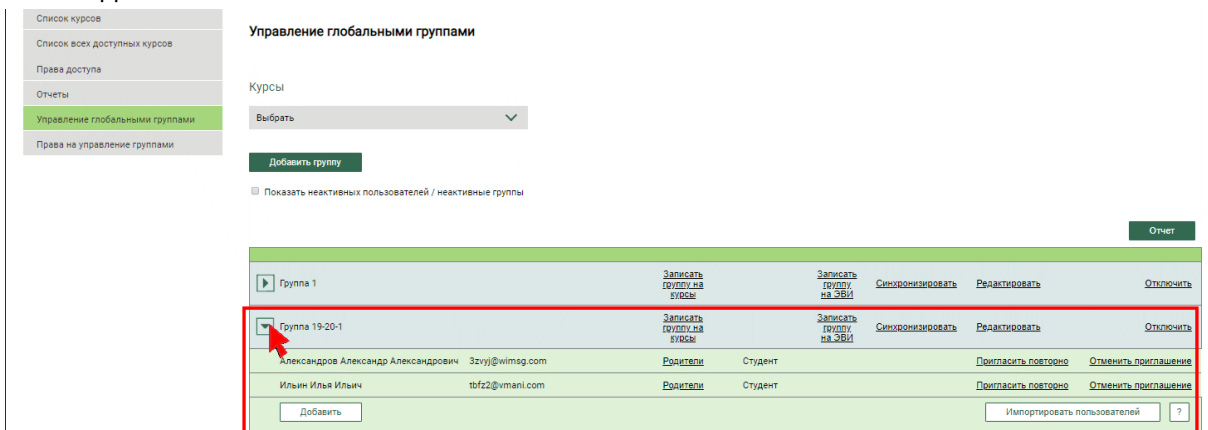 Список курсов
Список всех доступных курсов
Права доступа
Отчеты
Управление глобальными группами
Права на управление группами
Управление глобальными группами
Курсы
Выбрать
Добавить группу
Показать неактивных пользователей / неактивные группы
Отчет
Группа 1
Записать
группу на
курсы
Записать
группу
на ЭВИ
Синхронизировать
Редактировать
Отключить
Группа 19-20-1
Записать
группу на
курсы
Записать
группу
на ЭВИ
Синхронизировать
Редактировать
Отключить
Александров Александр Александрович 3zvyj@wimsg.com Родители Студент Пригласить повторно Отменить приглашение
Ильин Илья Ильич tbfz2@vmani.com Родители Студент Пригласить повторно Отменить приглашение
Добавить Импортировать пользователей ?